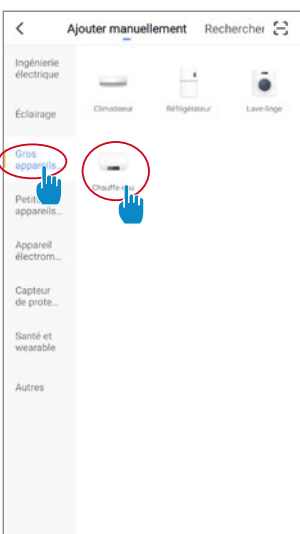 Ajouter manuellement Rechercher
Ingénierie
électrique
Climatiseur Réfrigérateur Lave-linge
Éclairage
Gros
appareils...
Chauffe-eau
Petits
appareils...
Appareil
électrom...
Capteur
de prote...
Santé et
wearable
Autres